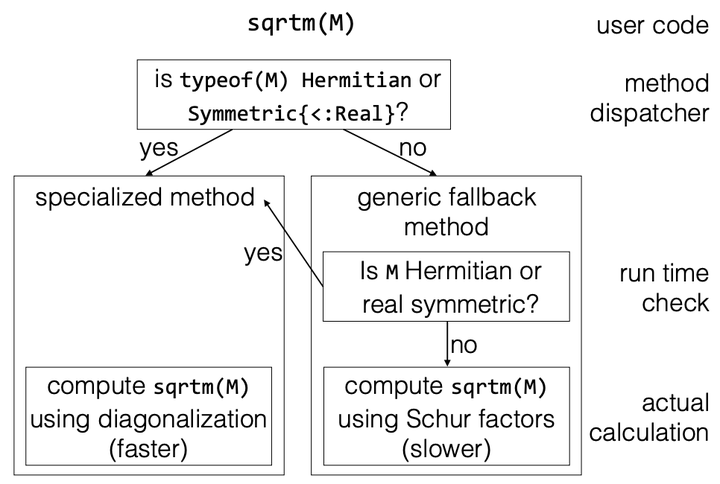 sqrtm(M)
user code
is typeof(M) Hermitian or
Symmetric{<:Real}?
method
dispatcher
yes
no
specialized method
generic fallback
method
yes
Is M Hermitian or
real symmetric?
run time
check
no
compute sqrtm(M)
using diagonalization
(faster)
compute sqrtm(M)
using Schur factors
(slower)
actual
calculation